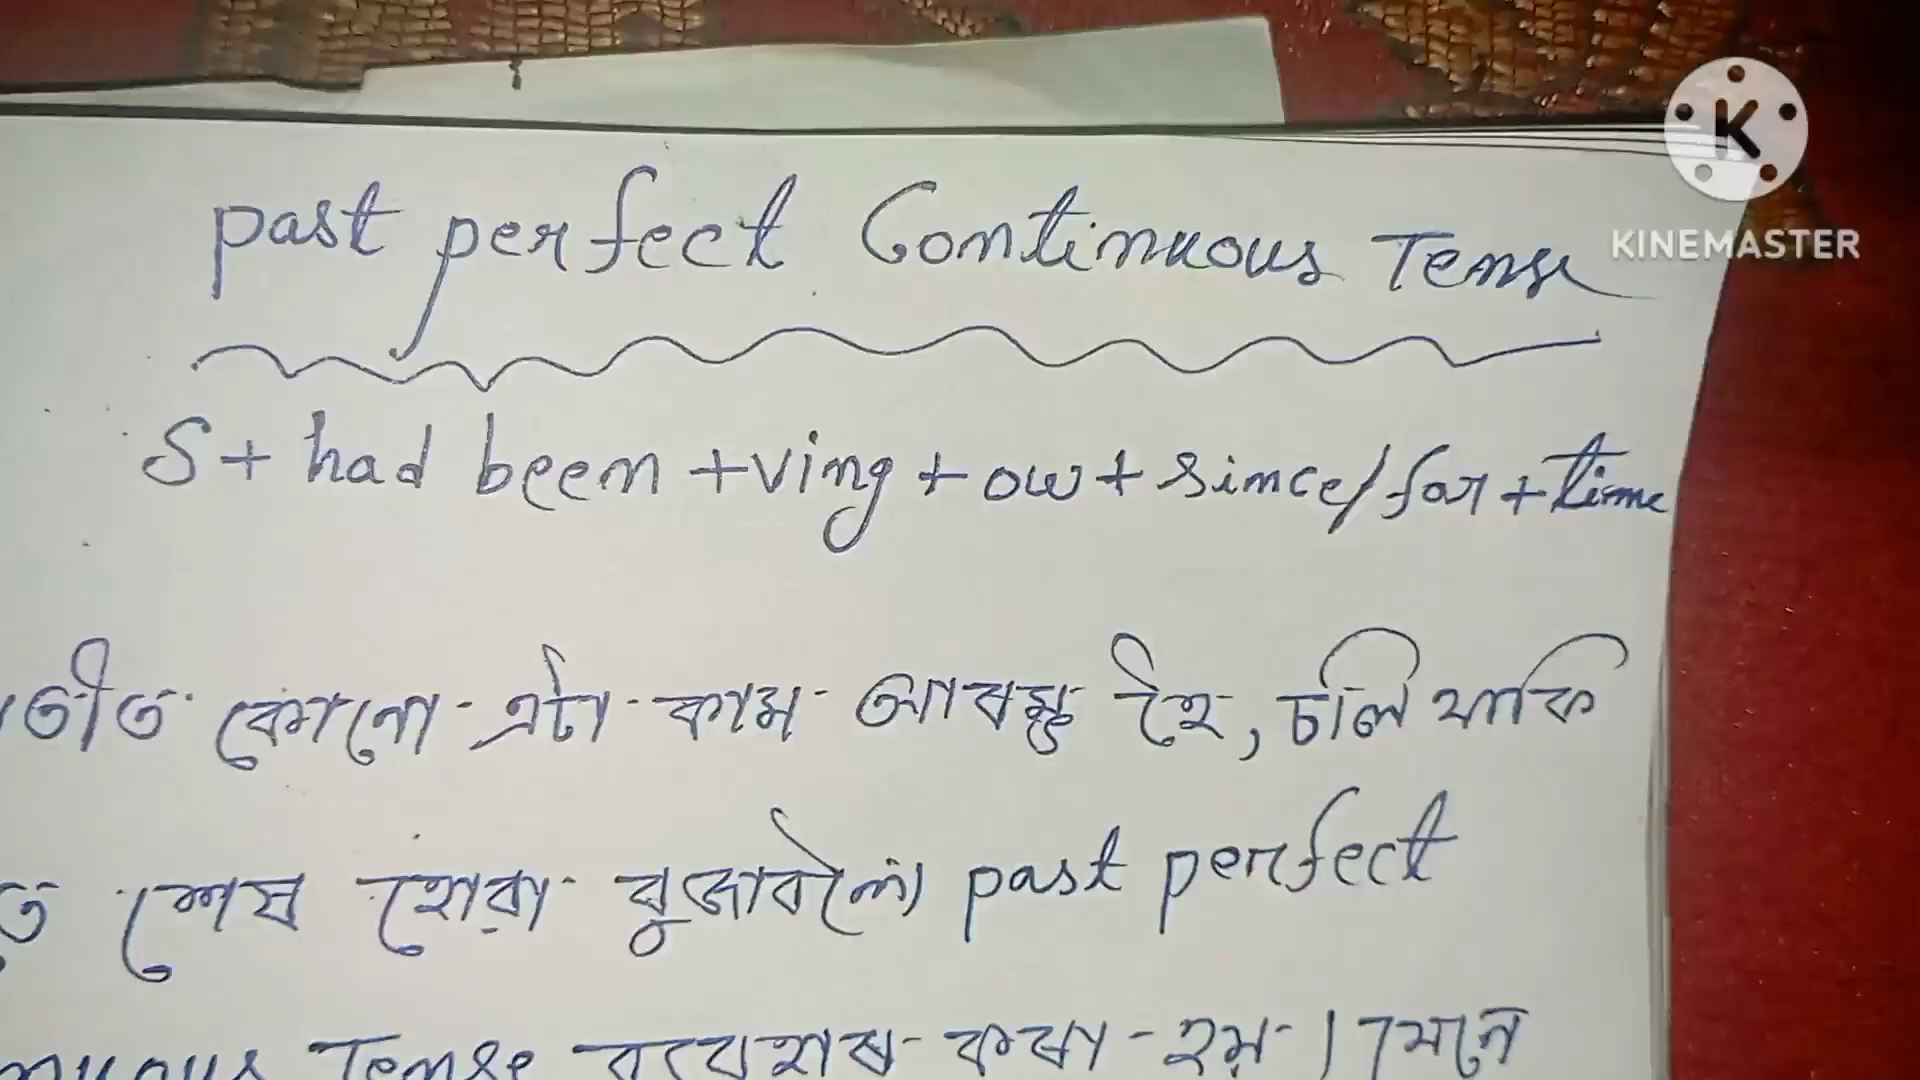 past perfect Continuous Tense
KINEMASTER
S + had been + ving + ow + since/for + time
তীত কোনো এটা কাম আৰম্ভ হৈ, চলি থাকি
ত শেষ হোৱা বুজাবলৈ past perfect
nuous Tense ব্যৱহাৰ কৰা হয়। যেনে